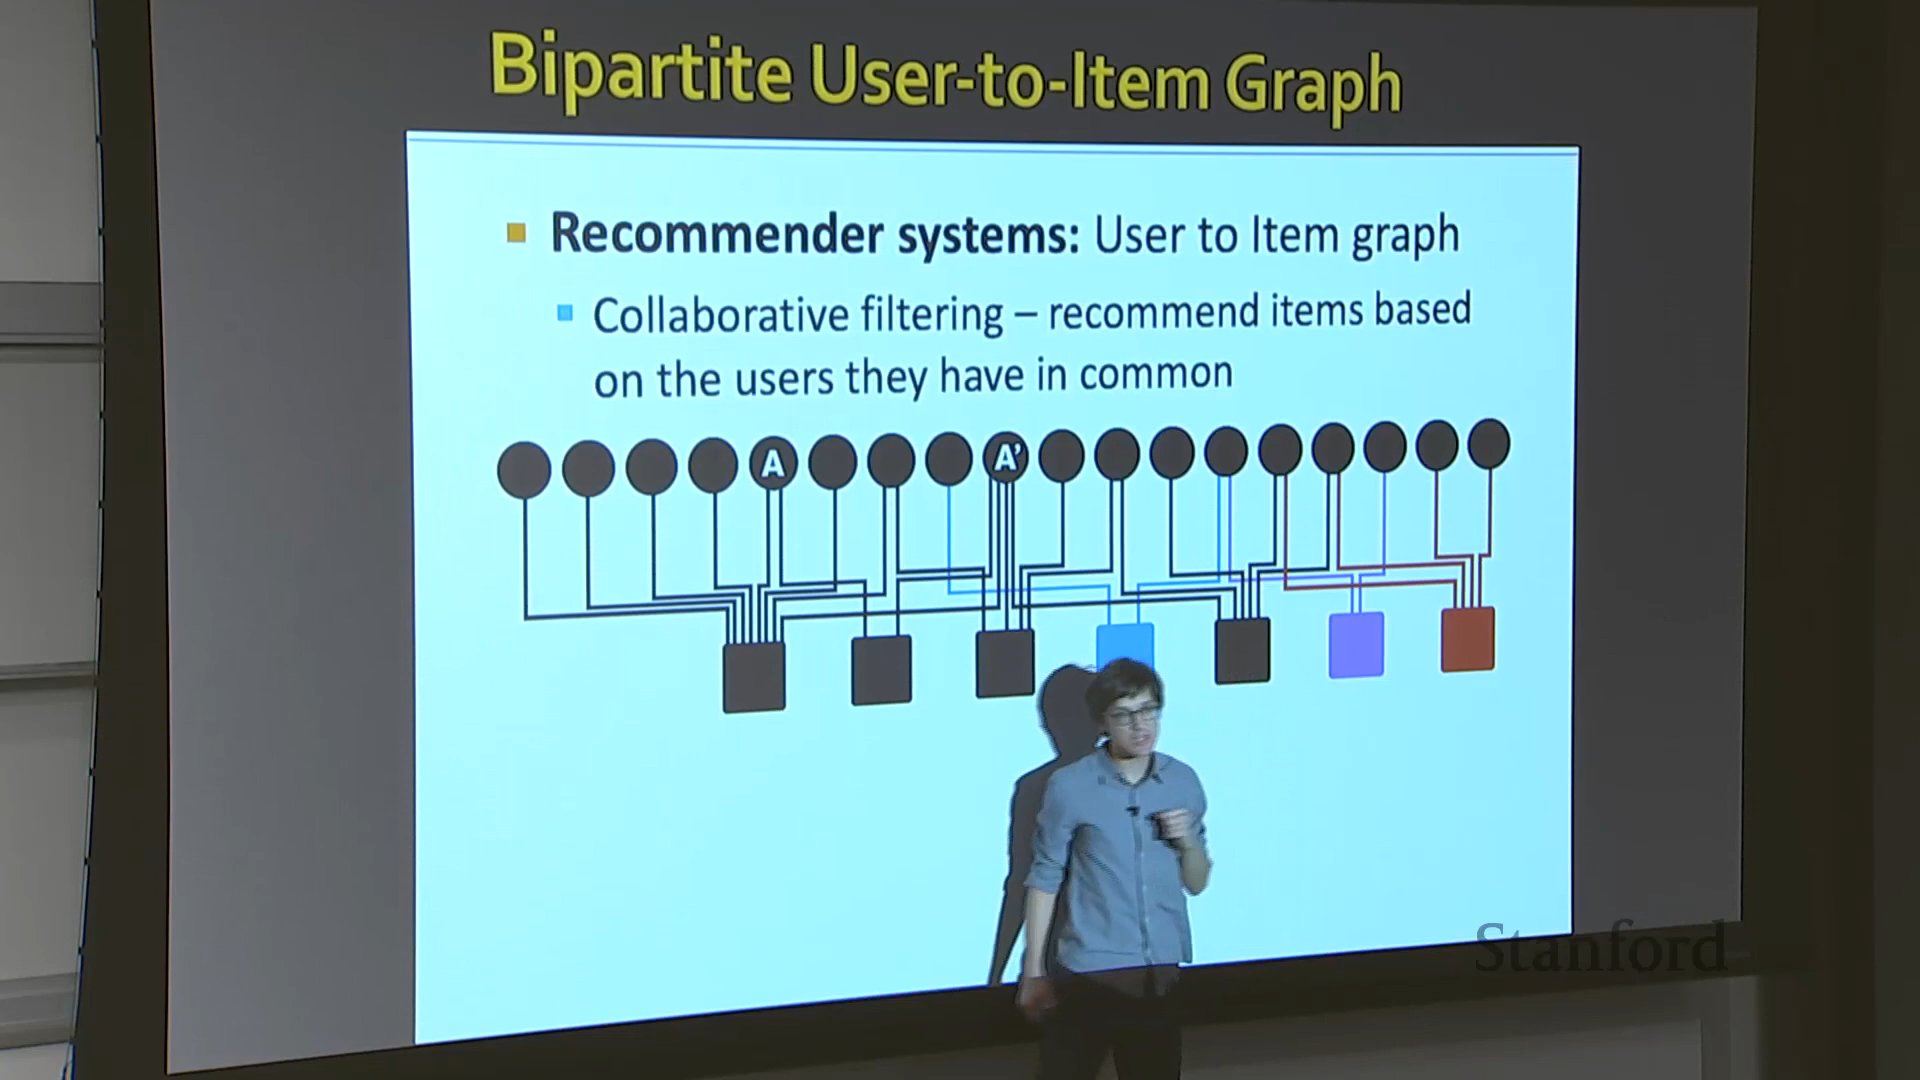 Bipartite User-to-Item Graph
Recommender systems: User to Item graph
Collaborative filtering – recommend items based
on the users they have in common
A A'
Stanford